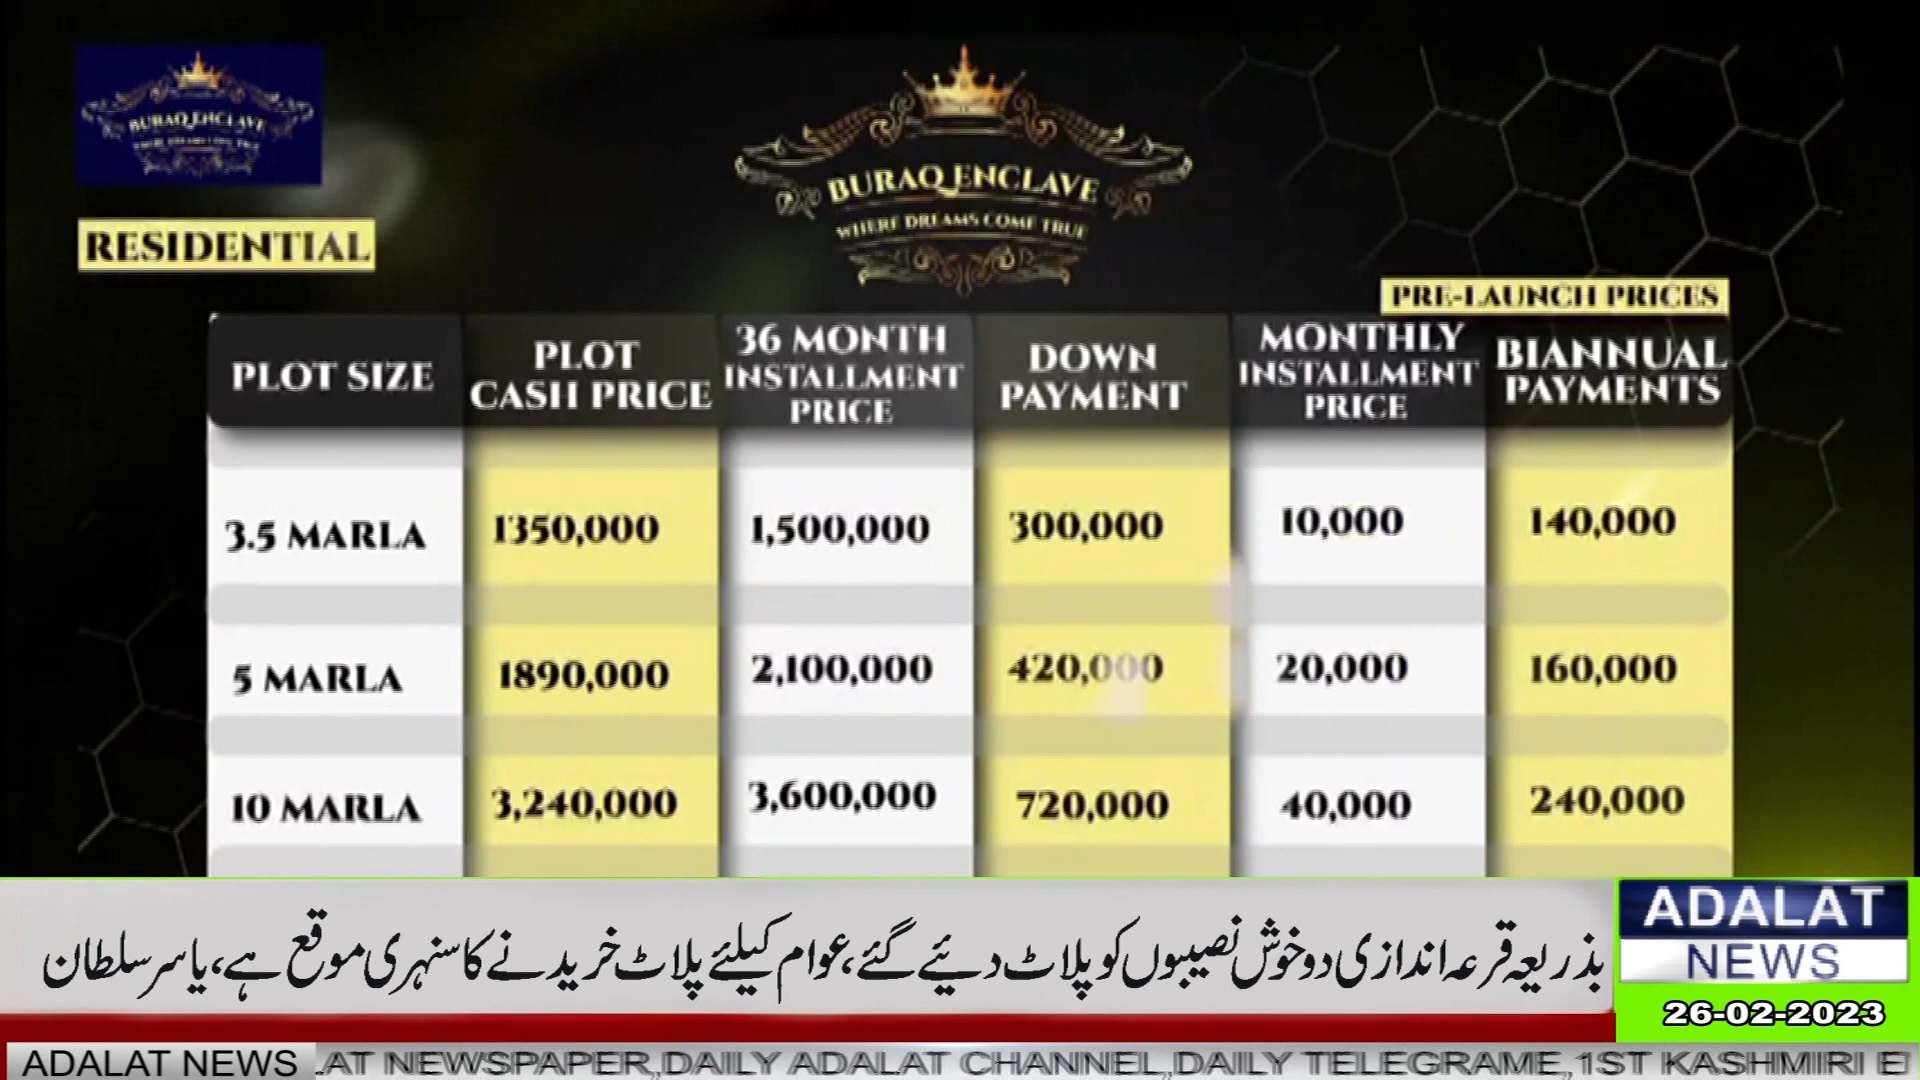 BURAQ ENCLAVE
BURAQ ENCLAVE
WHERE DREAMS COME TRUE
RESIDENTIAL
PRE-LAUNCH PRICES
PLOT SIZE PLOT CASH PRICE 36 MONTH INSTALLMENT PRICE DOWN PAYMENT MONTHLY INSTALLMENT PRICE BIANNUAL PAYMENTS
3.5 MARLA 1350,000 1,500,000 300,000 10,000 140,000
5 MARLA 1890,000 2,100,000 420,000 20,000 160,000
10 MARLA 3,240,000 3,600,000 720,000 40,000 240,000
بذریعہ قرعہ اندازی دو خوش نصیبوں کو پلاٹ دیئے گئے، عوام کیلئے پلاٹ خریدنے کا سنہری موقع ہے، یاسر سلطان
ADALAT
NEWS
26-02-2023
ADALAT NEWS AT NEWSPAPER,,DAILY ADALAT CHANNEL,DAILY TELEGRAME,1ST KASHMIRI